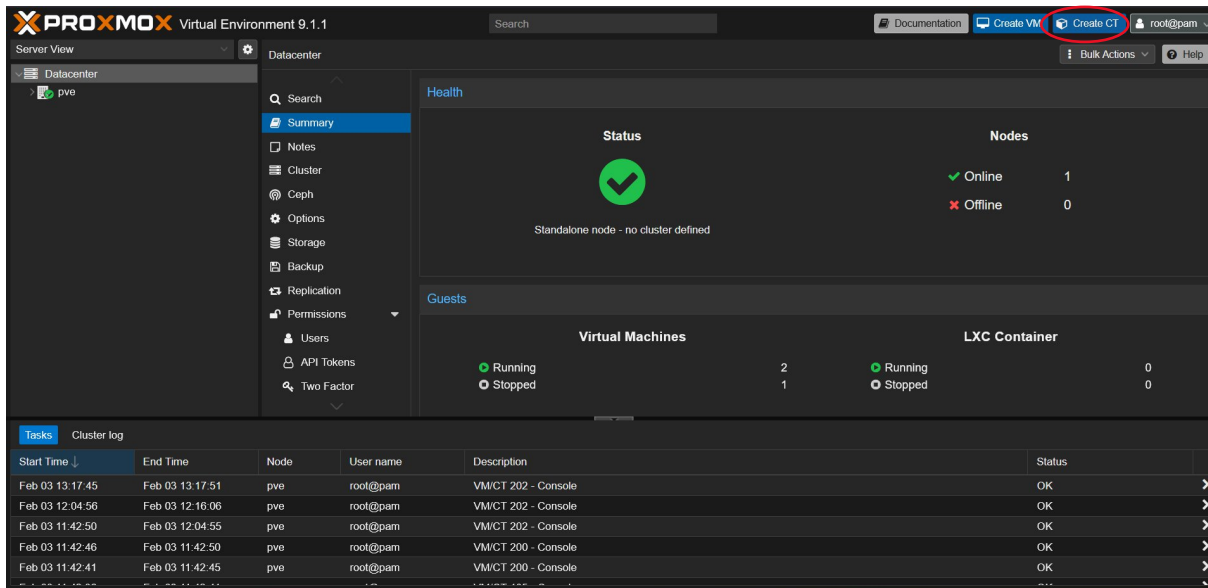 PROXMOX Virtual Environment 9.1.1 Search Documentation Create VM Create CT root@pam
Server View Datacenter Bulk Actions Help
Datacenter
pve
Search
Summary
Notes
Cluster
Ceph
Options
Storage
Backup
Replication
Permissions
Users
API Tokens
Two Factor
Health
Status Nodes
Online 1
Offline 0
Standalone node - no cluster defined
Guests
Virtual Machines LXC Container
Running 2 Running 0
Stopped 1 Stopped 0
Tasks Cluster log
Start Time End Time Node User name Description Status
Feb 03 13:17:45 Feb 03 13:17:51 pve root@pam VM/CT 202 - Console OK
Feb 03 12:04:56 Feb 03 12:16:06 pve root@pam VM/CT 202 - Console OK
Feb 03 11:42:50 Feb 03 12:04:55 pve root@pam VM/CT 202 - Console OK
Feb 03 11:42:46 Feb 03 11:42:50 pve root@pam VM/CT 200 - Console OK
Feb 03 11:42:41 Feb 03 11:42:45 pve root@pam VM/CT 200 - Console OK